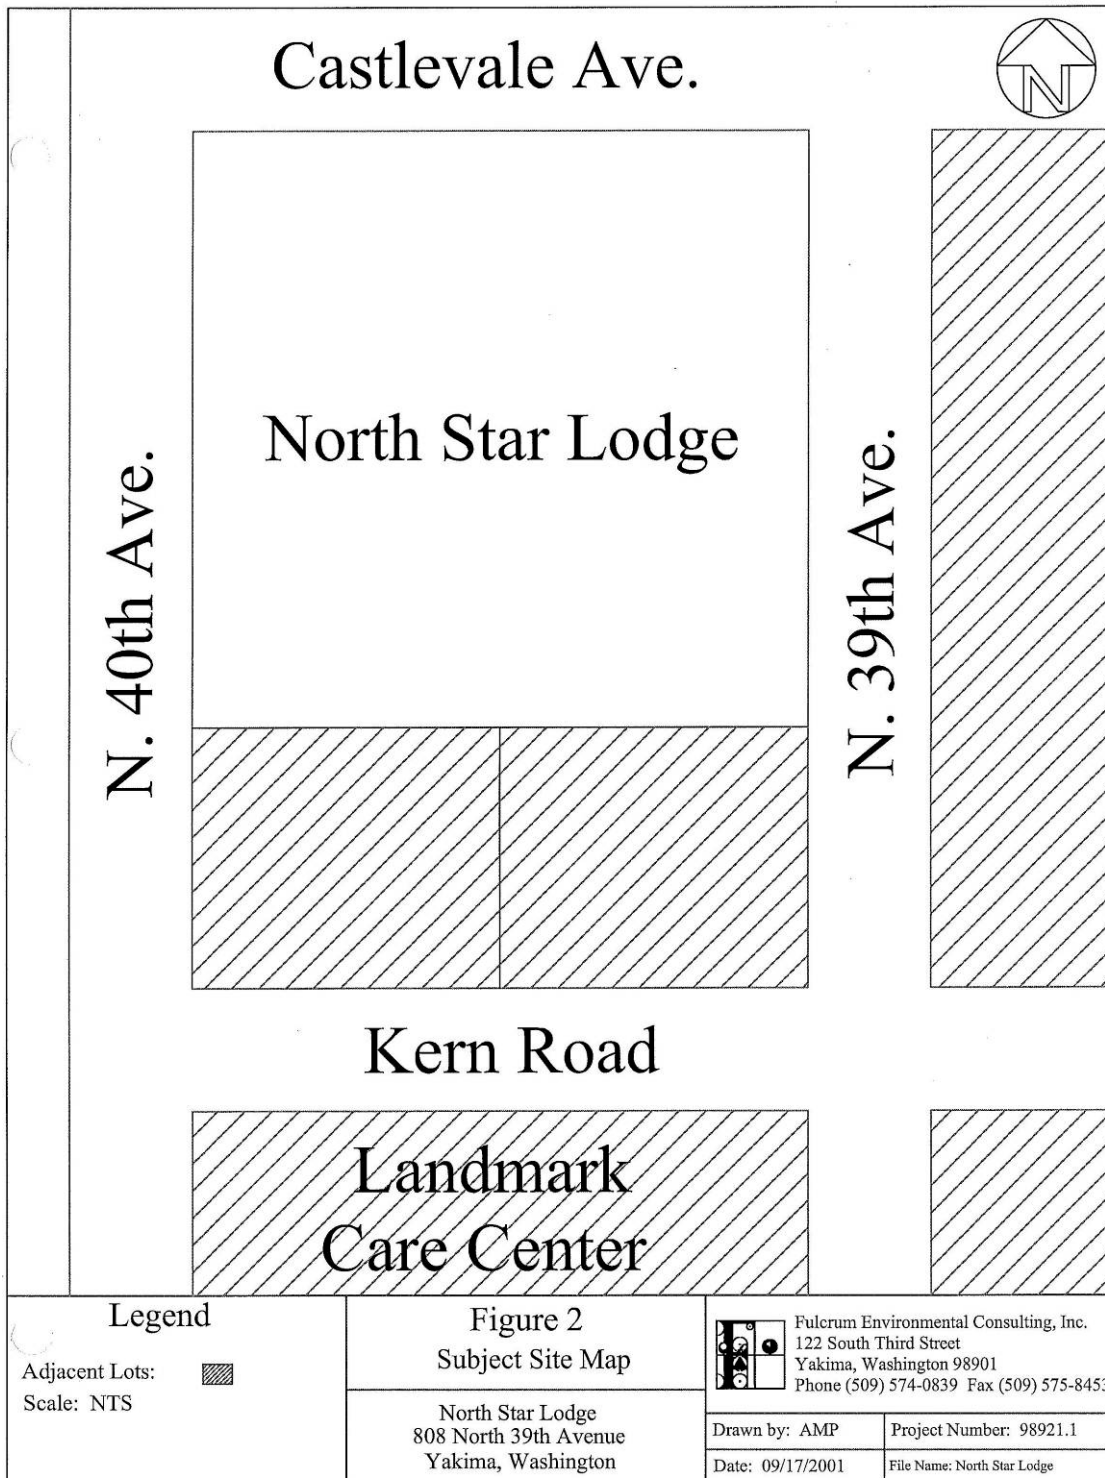 Castlevale Ave.
N
North Star Lodge
N. 40th Ave.
N. 39th Ave.
Kern Road
Landmark
Care Center
Legend
Adjacent Lots:
Scale: NTS
Figure 2
Subject Site Map
North Star Lodge
808 North 39th Avenue
Yakima, Washington
Fulcrum Environmental Consulting, Inc.
122 South Third Street
Yakima, Washington 98901
Phone (509) 574-0839 Fax (509) 575-8453
Drawn by: AMP
Project Number: 98921.1
Date: 09/17/2001
File Name: North Star Lodge